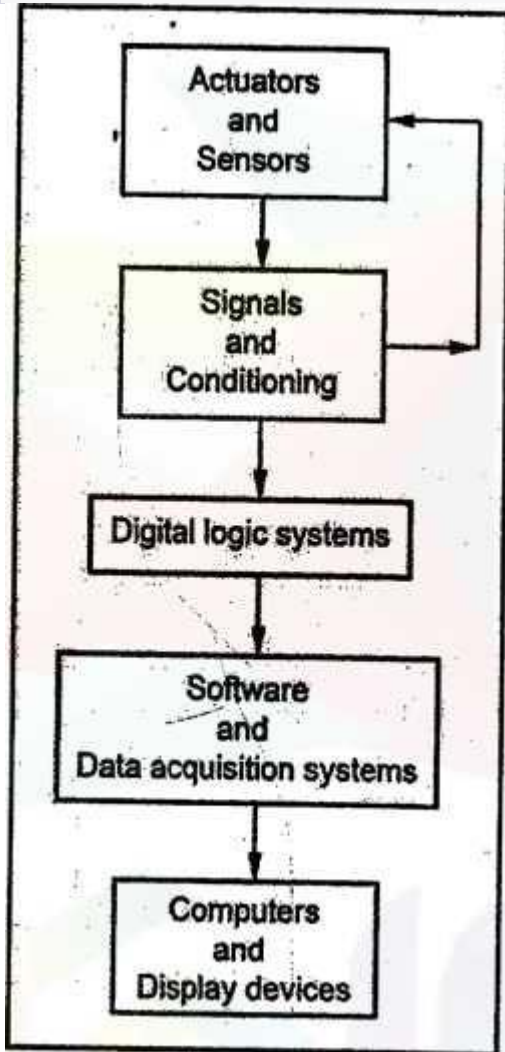 Actuators
and
Sensors
Signals
and
Conditioning
Digital logic systems
Software
and
Data acquisition systems
Computers
and
Display devices